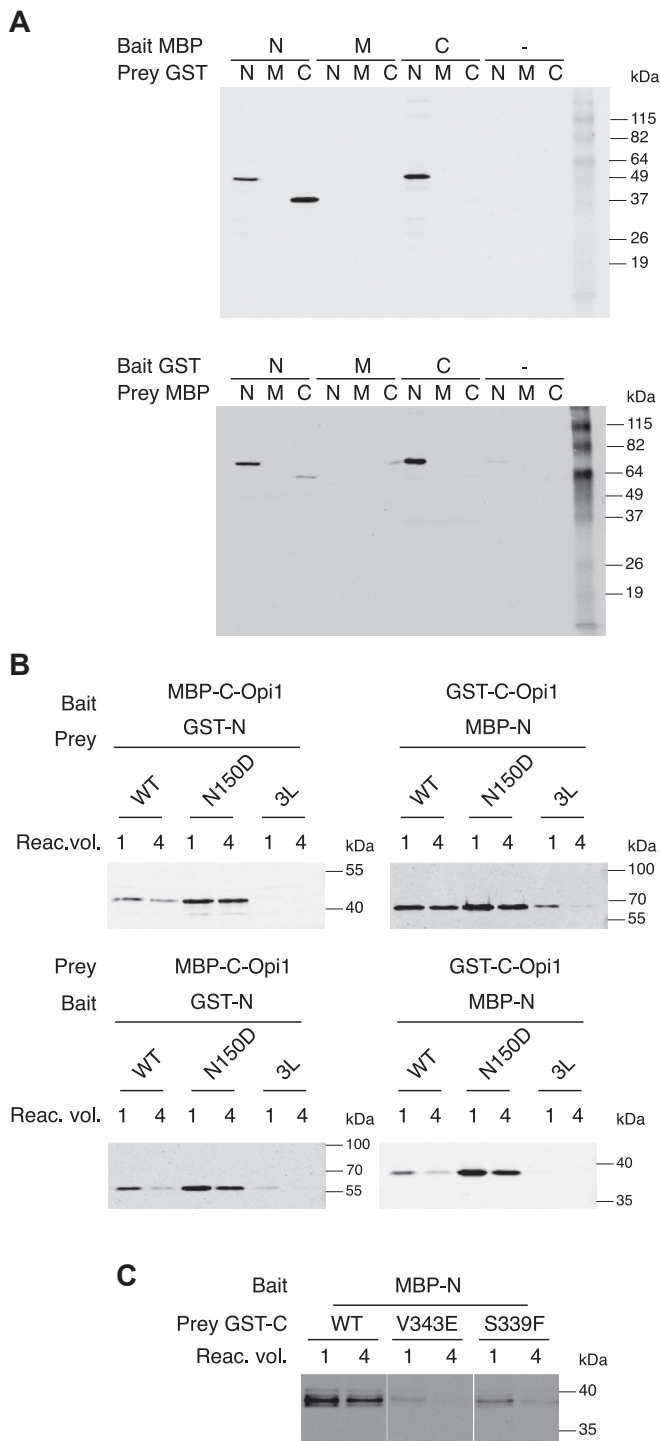 A
Bait MBP N M C -
Prey GST N M C N M C N M C N M C
kDa
115
82
64
49
37
26
19
Bait GST N M C -
Prey MBP N M C N M C N M C N M C
kDa
115
82
64
49
37
26
19
B
Bait MBP-C-Opi1 GST-C-Opi1
Prey GST-N MBP-N
WT N150D 3L WT N150D 3L
Reac.vol. 1 4 1 4 1 4 kDa 1 4 1 4 1 4 kDa
55 100
40 70
55
Prey MBP-C-Opi1 GST-C-Opi1
Bait GST-N MBP-N
WT N150D 3L WT N150D 3L
Reac. vol. 1 4 1 4 1 4 kDa 1 4 1 4 1 4 kDa
100 40
70
55 35
C
Bait MBP-N
Prey GST-C WT V343E S339F
Reac. vol. 1 4 1 4 1 4 kDa
40
35